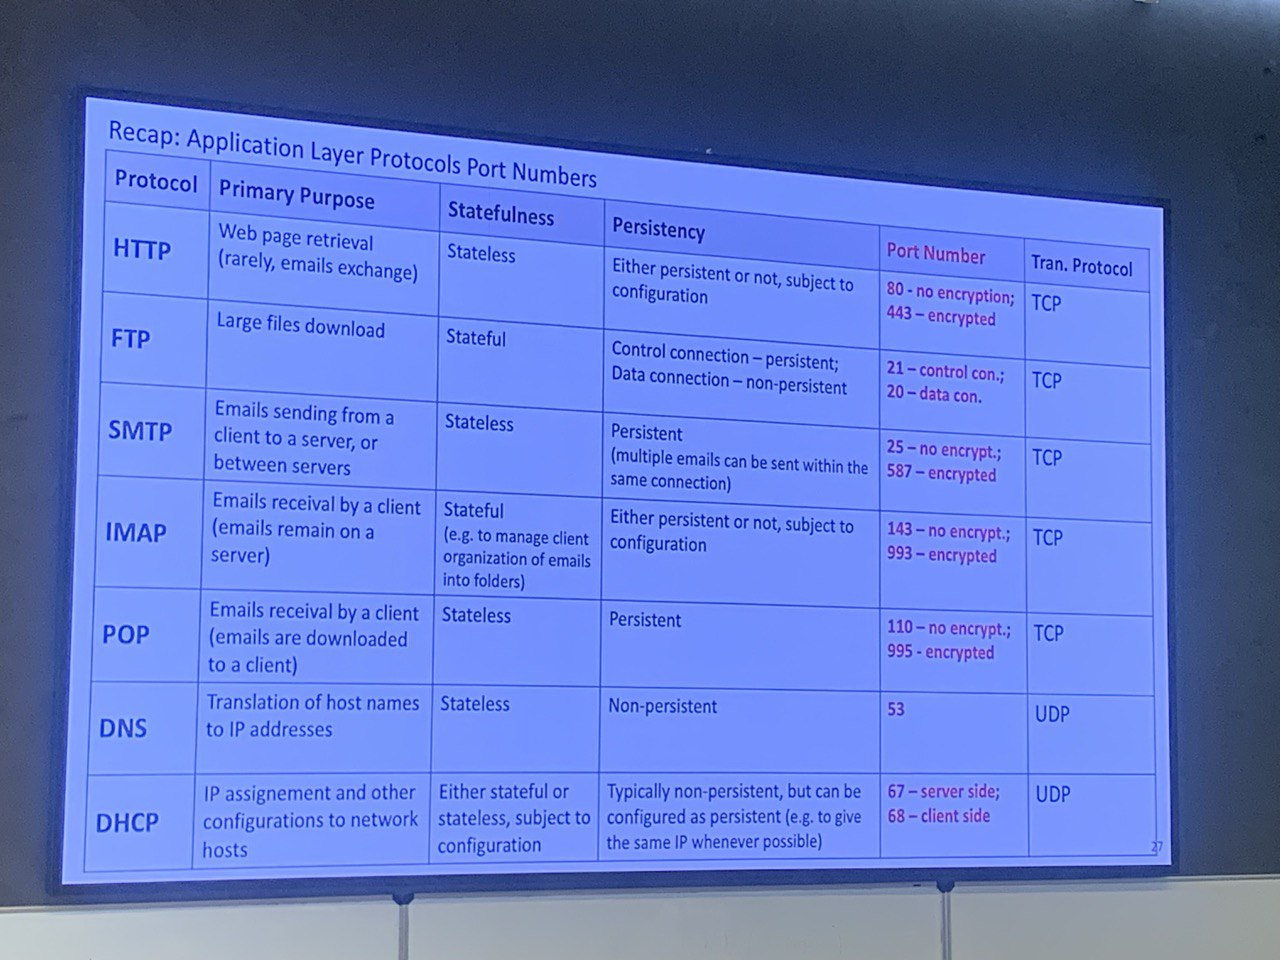 Recap: Application Layer Protocols Port Numbers
Protocol
Primary Purpose
Statefulness
Persistency
Port Number
Tran. Protocol
HTTP
Web page retrieval
(rarely, emails exchange)
Stateless
Either persistent or not, subject to
configuration
80 - no encryption;
443 – encrypted
TCP
FTP
Large files download
Stateful
Control connection – persistent;
Data connection – non-persistent
21 – control con.;
20 – data con.
TCP
SMTP
Emails sending from a
client to a server, or
between servers
Stateless
Persistent
(multiple emails can be sent within the
same connection)
25 – no encrypt.;
587 – encrypted
TCP
IMAP
Emails receival by a client
(emails remain on a
server)
Stateful
(e.g. to manage client
organization of emails
into folders)
Either persistent or not, subject to
configuration
143 – no encrypt.;
993 – encrypted
TCP
POP
Emails receival by a client
(emails are downloaded
to a client)
Stateless
Persistent
110 – no encrypt.;
995 - encrypted
TCP
DNS
Translation of host names
to IP addresses
Stateless
Non-persistent
53
UDP
DHCP
IP assignement and other
configurations to network
hosts
Either stateful or
stateless, subject to
configuration
Typically non-persistent, but can be
configured as persistent (e.g. to give
the same IP whenever possible)
67 – server side;
68 – client side
UDP
27